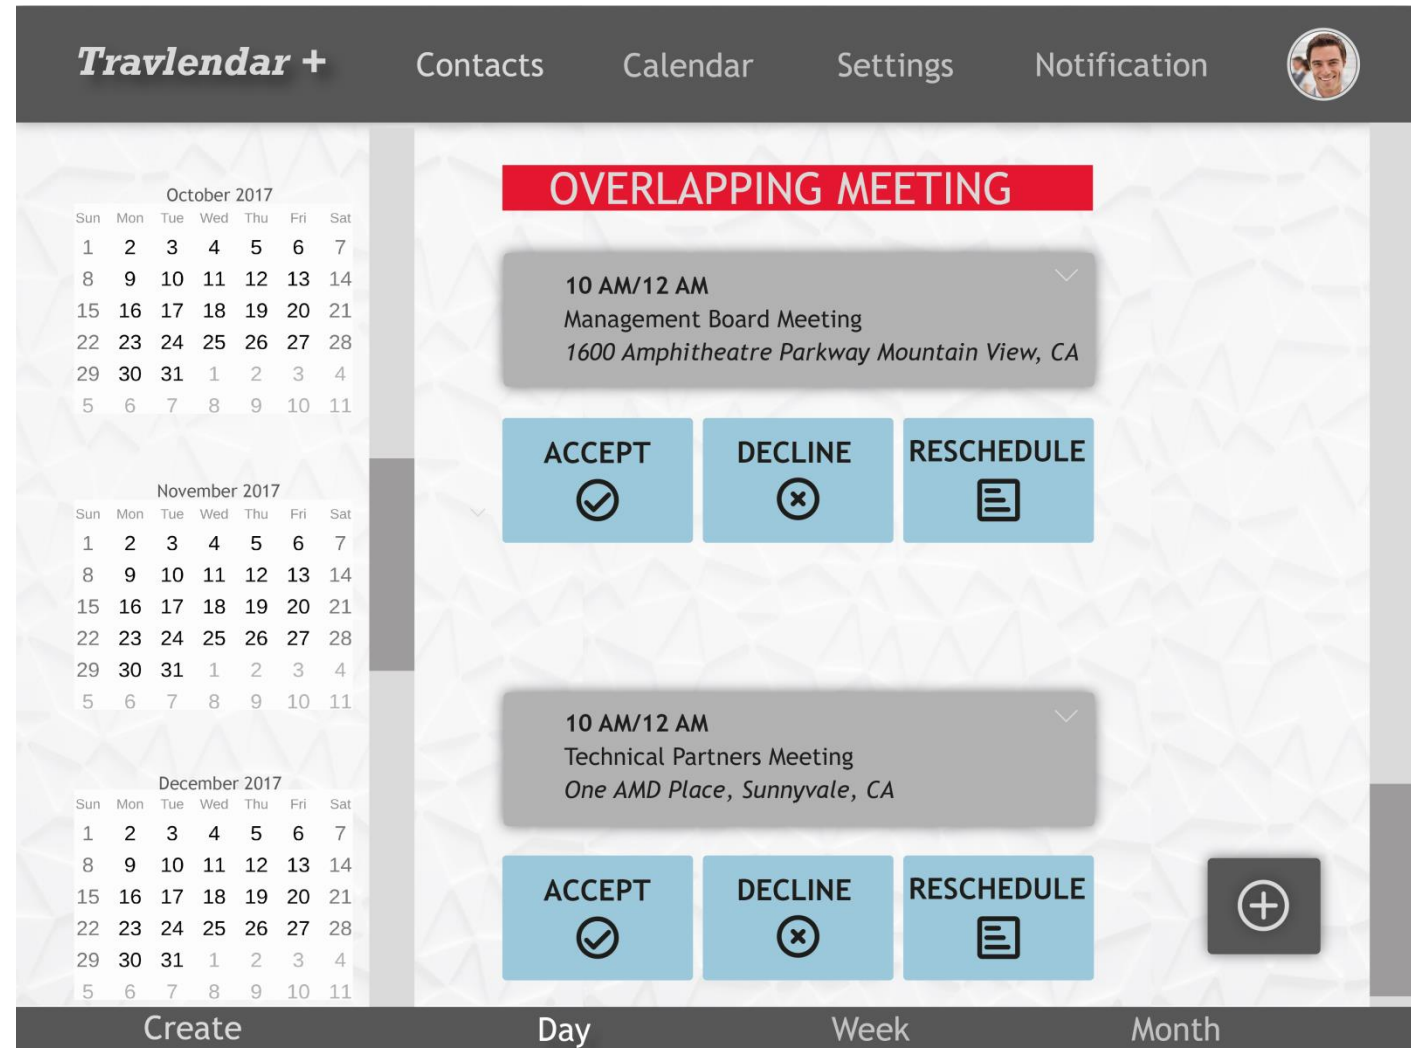 Travlendar +
Contacts
Calendar
Settings
Notification
October 2017
Sun Mon Tue Wed Thu Fri Sat
1 2 3 4 5 6 7
8 9 10 11 12 13 14
15 16 17 18 19 20 21
22 23 24 25 26 27 28
29 30 31 1 2 3 4
5 6 7 8 9 10 11
November 2017
Sun Mon Tue Wed Thu Fri Sat
1 2 3 4 5 6 7
8 9 10 11 12 13 14
15 16 17 18 19 20 21
22 23 24 25 26 27 28
29 30 31 1 2 3 4
5 6 7 8 9 10 11
December 2017
Sun Mon Tue Wed Thu Fri Sat
1 2 3 4 5 6 7
8 9 10 11 12 13 14
15 16 17 18 19 20 21
22 23 24 25 26 27 28
29 30 31 1 2 3 4
5 6 7 8 9 10 11
OVERLAPPING MEETING
10 AM/12 AM
Management Board Meeting
1600 Amphitheatre Parkway Mountain View, CA
ACCEPT
DECLINE
RESCHEDULE
10 AM/12 AM
Technical Partners Meeting
One AMD Place, Sunnyvale, CA
ACCEPT
DECLINE
RESCHEDULE
Create
Day
Week
Month